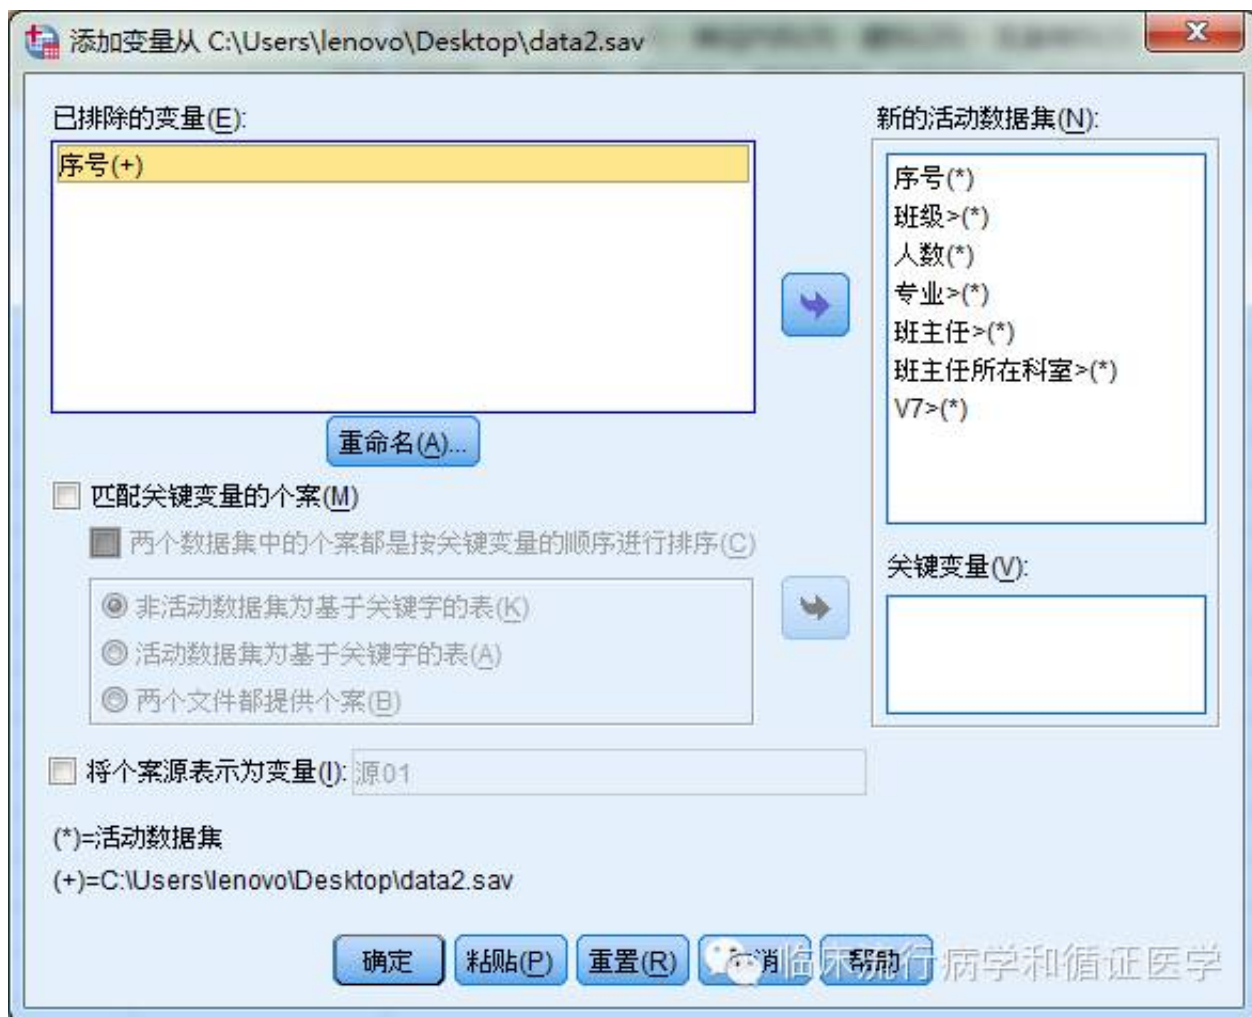 添加变量从 C:\Users\lenovo\Desktop\data2.sav
已排除的变量(E):
序号(+)
新的活动数据集(N):
序号(*)
班级>(*)
人数(*)
专业>(*)
班主任>(*)
班主任所在科室>(*)
V7>(*)
重命名(A)...
匹配关键变量的个案(M)
两个数据集中的个案都是按关键变量的顺序进行排序(C)
非活动数据集为基于关键字的表(K)
活动数据集为基于关键字的表(A)
两个文件都提供个案(B)
关键变量(V):
将个案源表示为变量(I): 源01
(*)=活动数据集
(+)=C:\Users\lenovo\Desktop\data2.sav
确定 粘贴(P) 重置(R) 取消 帮助
临床流行病学和循证医学